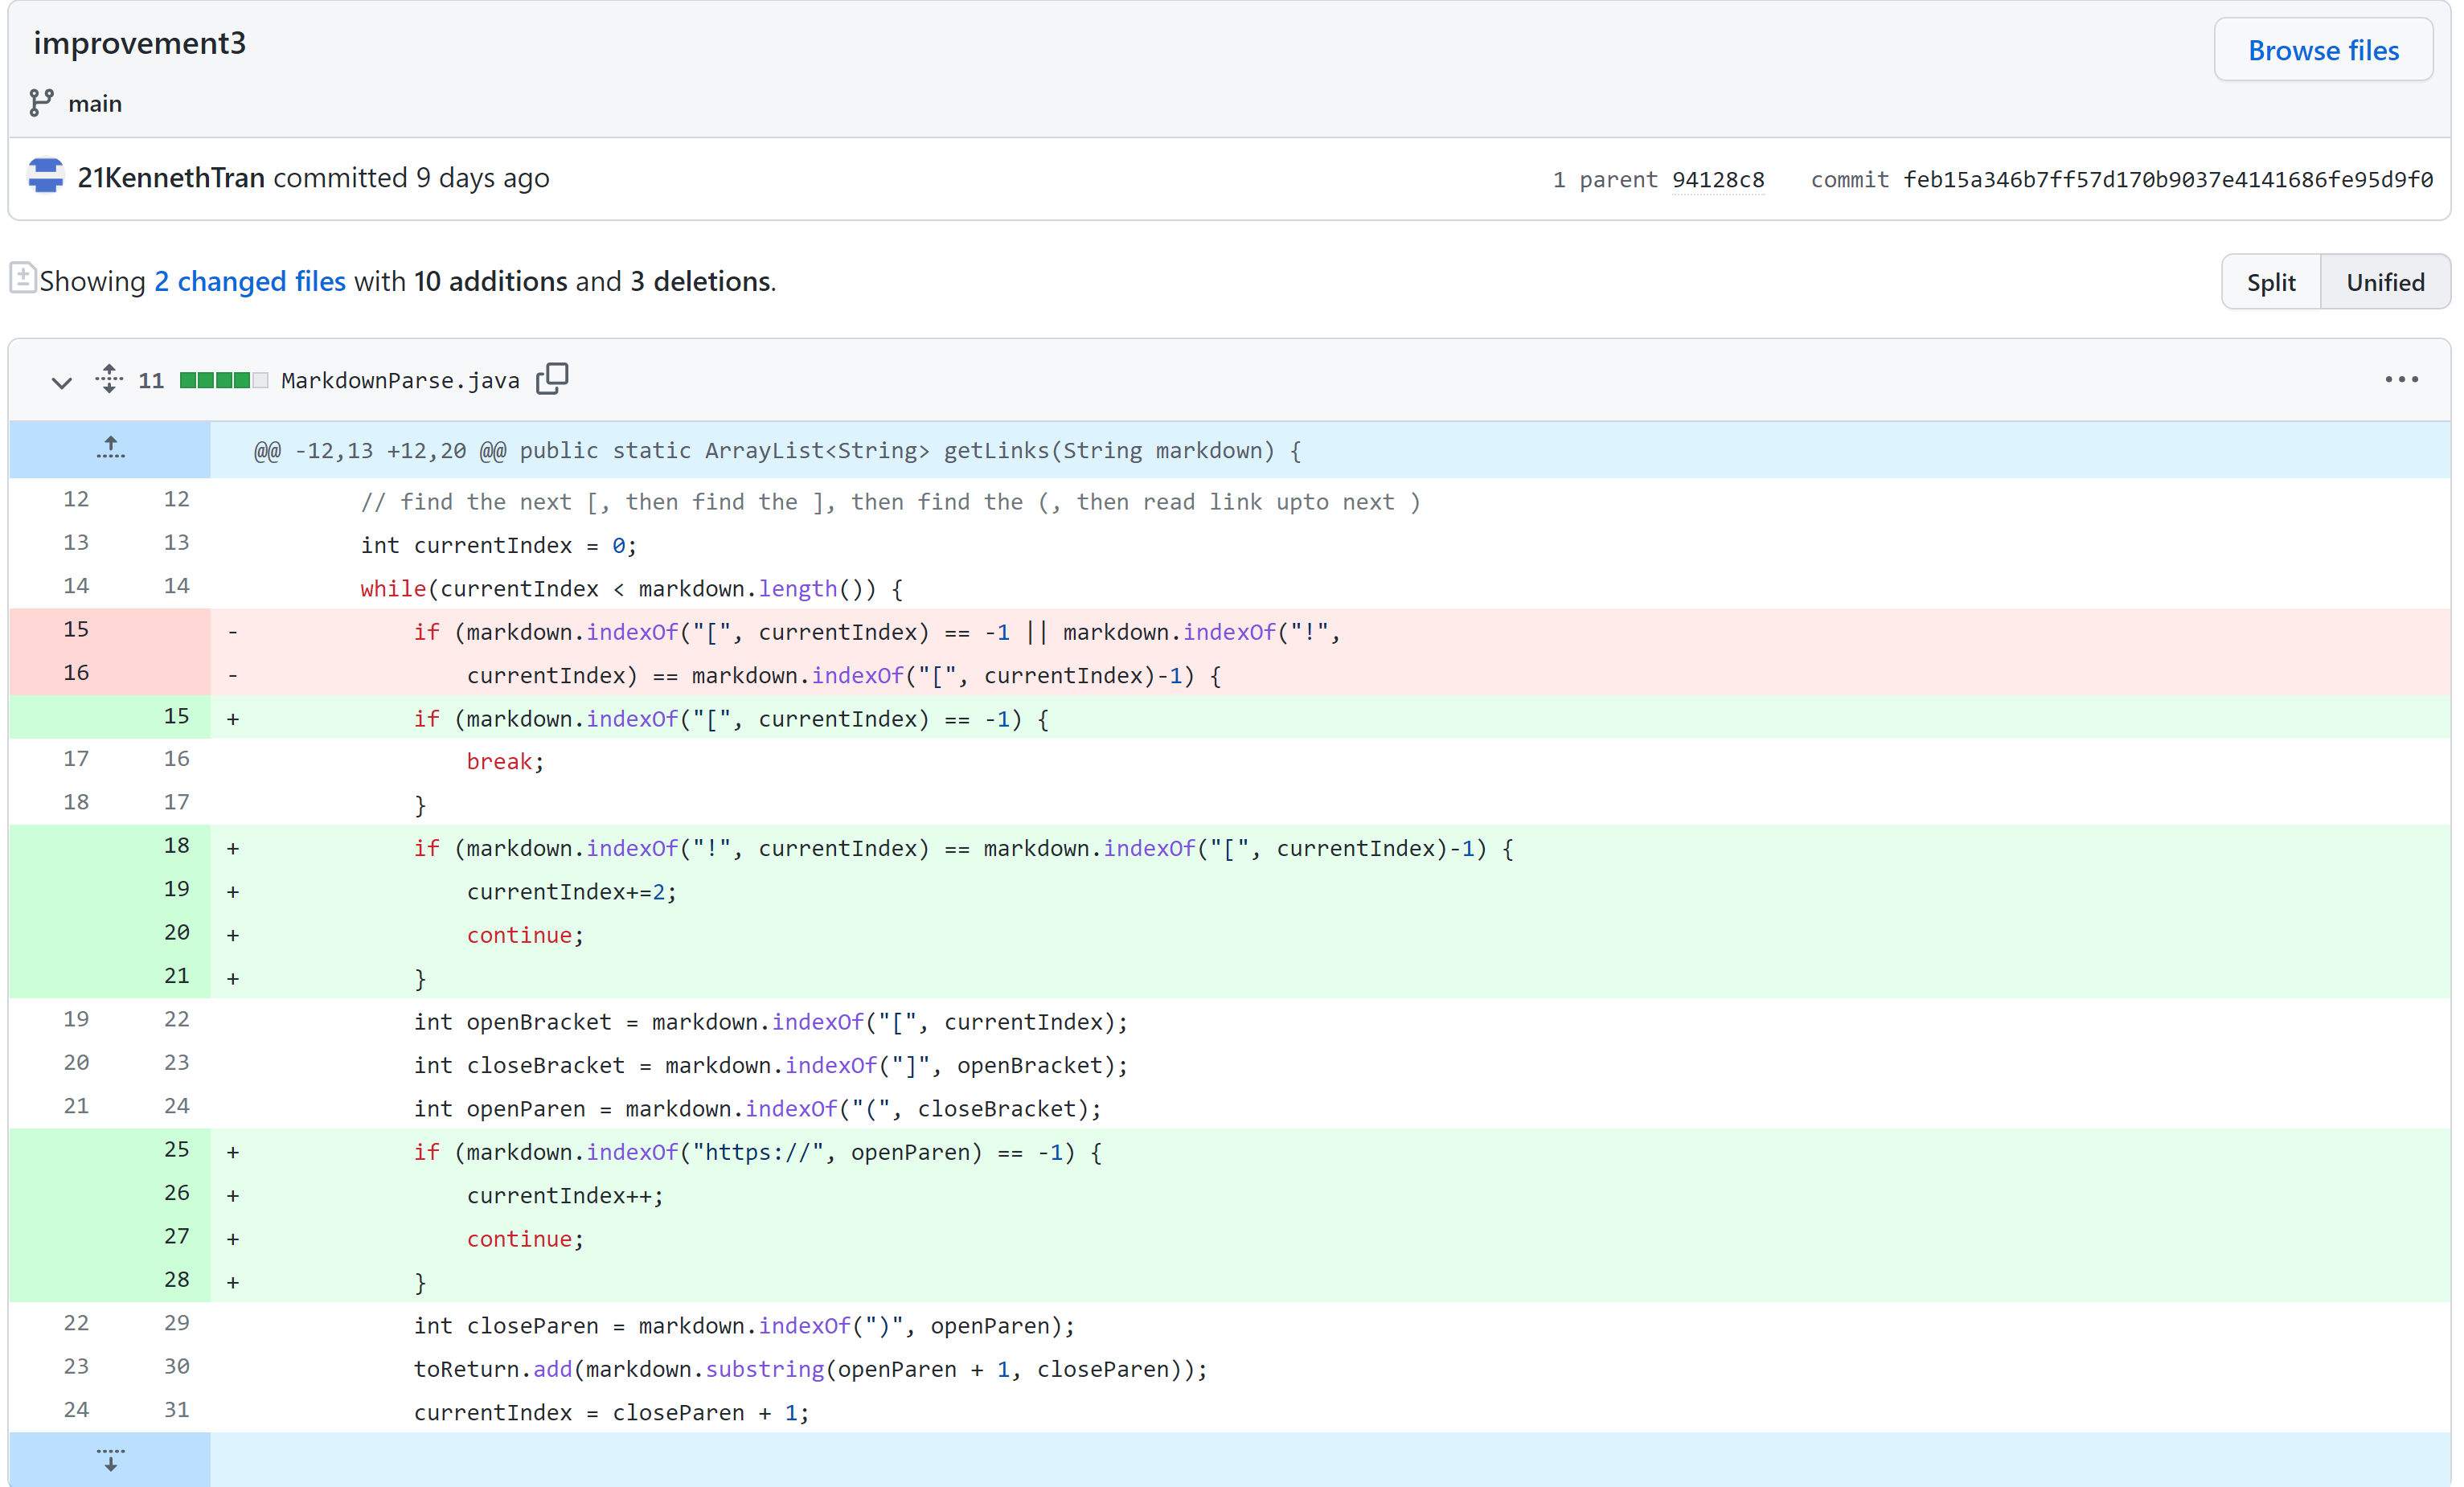 improvement3
Browse files
main
21KennethTran committed 9 days ago
1 parent 94128c8 commit feb15a346b7ff57d170b9037e4141686fe95d9f0
Showing 2 changed files with 10 additions and 3 deletions.
Split Unified
11 MarkdownParse.java
@@ -12,13 +12,20 @@ public static ArrayList<String> getLinks(String markdown) {
12 12 // find the next [, then find the ], then find the (, then read link upto next )
13 13 int currentIndex = 0;
14 14 while(currentIndex < markdown.length()) {
15 - if (markdown.indexOf("[", currentIndex) == -1 || markdown.indexOf("!",
16 - currentIndex) == markdown.indexOf("[", currentIndex)-1) {
15 + if (markdown.indexOf("[", currentIndex) == -1) {
17 16 break;
18 17 }
18 + if (markdown.indexOf("!", currentIndex) == markdown.indexOf("[", currentIndex)-1) {
19 + currentIndex+=2;
20 + continue;
21 + }
19 22 int openBracket = markdown.indexOf("[", currentIndex);
20 23 int closeBracket = markdown.indexOf("]", openBracket);
21 24 int openParen = markdown.indexOf("(", closeBracket);
25 + if (markdown.indexOf("https://", openParen) == -1) {
26 + currentIndex++;
27 + continue;
28 + }
22 29 int closeParen = markdown.indexOf(")", openParen);
23 30 toReturn.add(markdown.substring(openParen + 1, closeParen));
24 31 currentIndex = closeParen + 1;